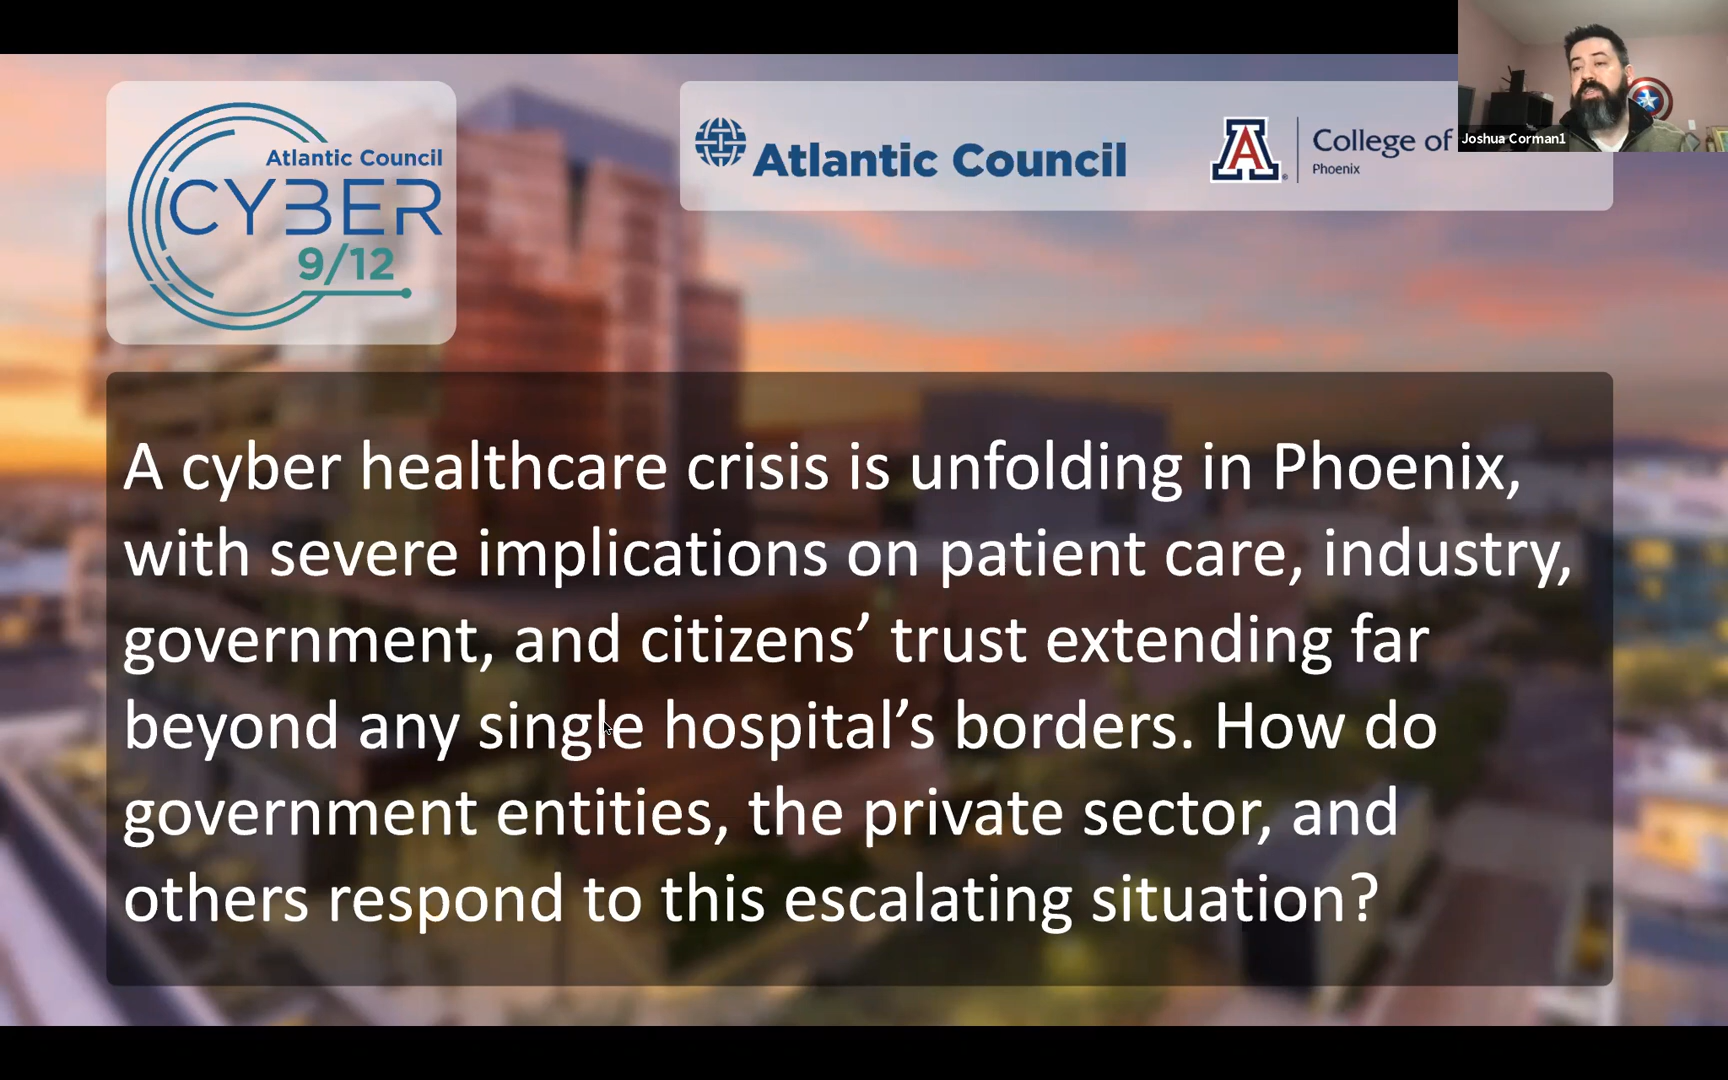 Atlantic Council
CYBER
9/12
Atlantic Council
A
College of
Phoenix
Joshua Corman1
A cyber healthcare crisis is unfolding in Phoenix,
with severe implications on patient care, industry,
government, and citizens’ trust extending far
beyond any single hospital’s borders. How do
government entities, the private sector, and
others respond to this escalating situation?